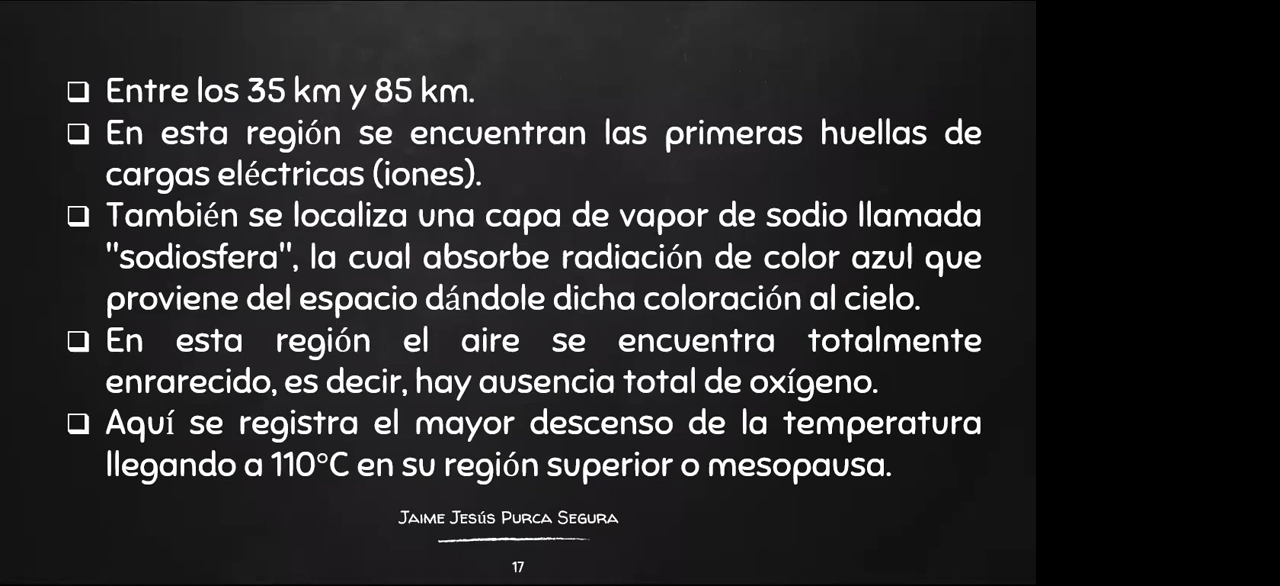 ❑ Entre los 35 km y 85 km.
❑ En esta región se encuentran las primeras huellas de
cargas eléctricas (iones).
❑ También se localiza una capa de vapor de sodio llamada
"sodiosfera", la cual absorbe radiación de color azul que
proviene del espacio dándole dicha coloración al cielo.
❑ En esta región el aire se encuentra totalmente
enrarecido, es decir, hay ausencia total de oxígeno.
❑ Aquí se registra el mayor descenso de la temperatura
llegando a 110°C en su región superior o mesopausa.
Jaime Jesús Purca Segura
17